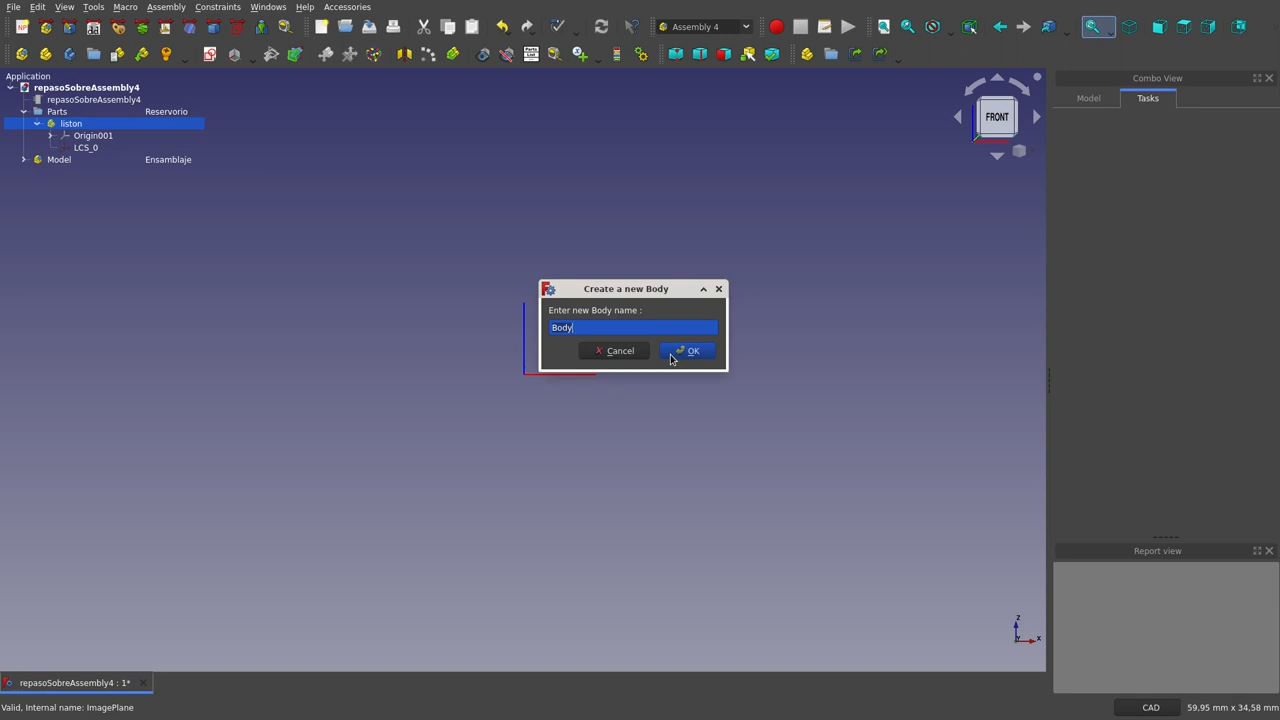 File Edit View Tools Macro Assembly Constraints Windows Help Accessories
Assembly 4
Application
repasoSobreAssembly4
repasoSobreAssembly4
Parts Reservorio
liston
Origin001
LCS_0
Model Ensamblaje
FRONT
Combo View
Model Tasks
Create a new Body
Enter new Body name :
Body
Cancel OK
Report view
Z
Y X
repasoSobreAssembly4 : 1*
Valid, Internal name: ImagePlane
CAD 59,95 mm x 34,58 mm